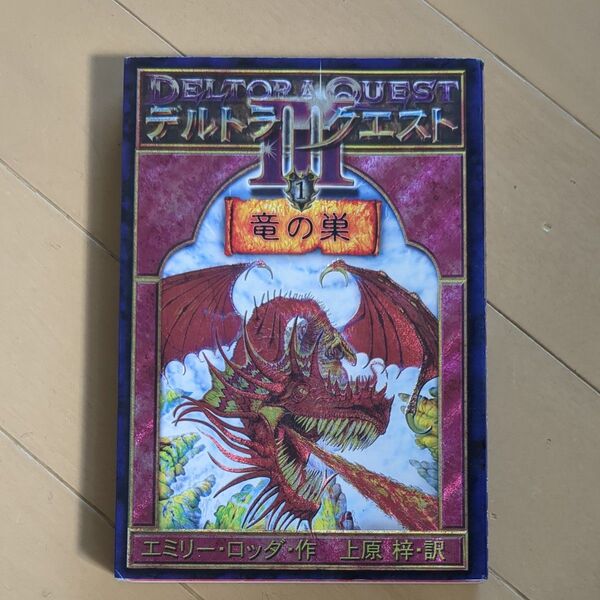 DELTORA QUEST
デルトラ クエスト
III
1
竜の巣
エミリー・ロッダ・作 上原 梓・訳